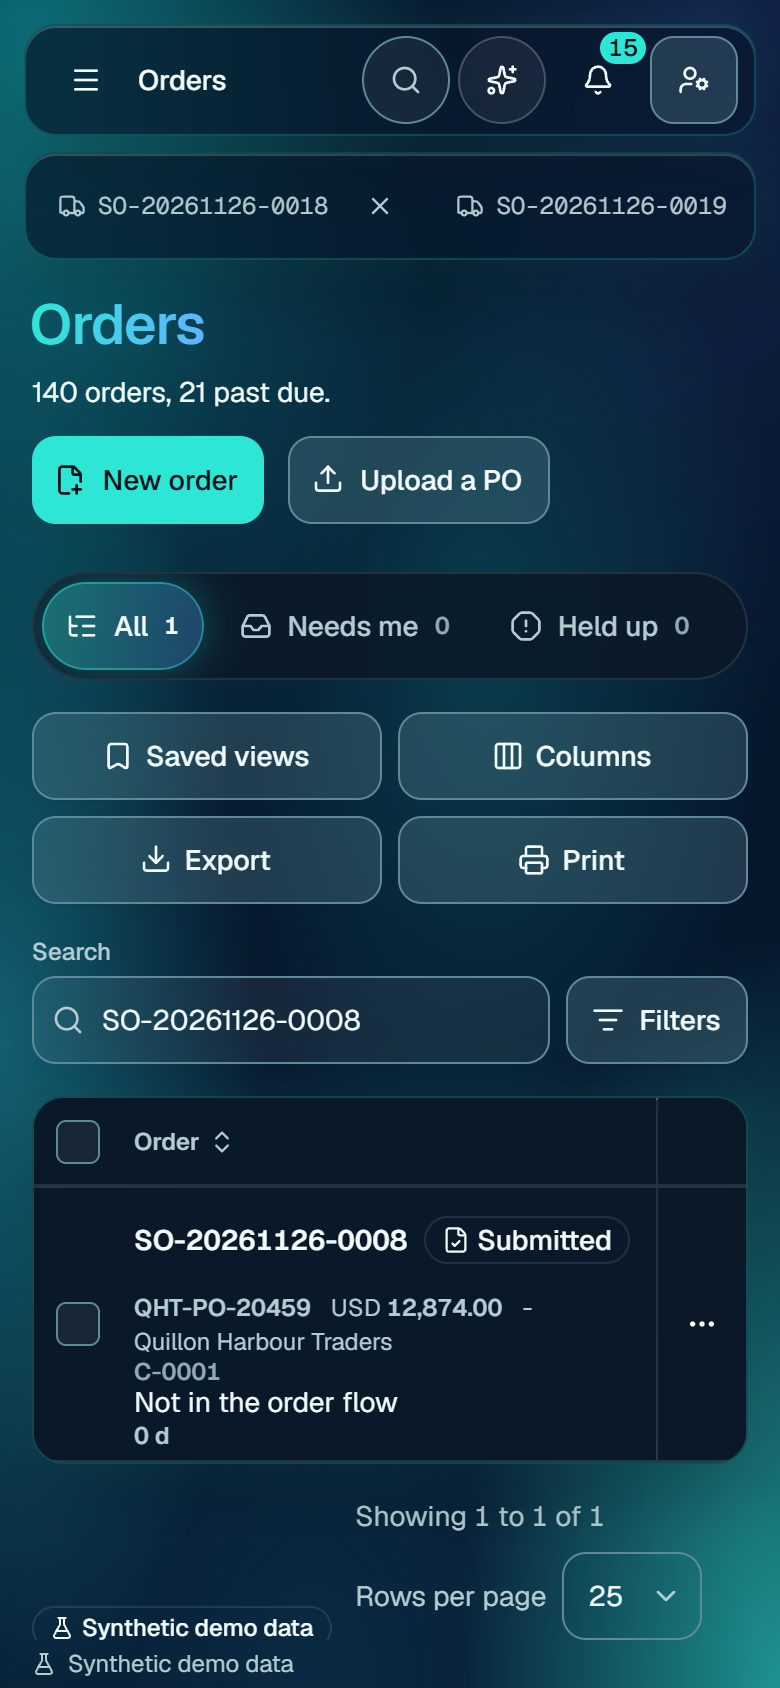 Orders
15
SO-20261126-0018
SO-20261126-0019
Orders
140 orders, 21 past due.
New order
Upload a PO
All 1
Needs me 0
Held up 0
Saved views
Columns
Export
Print
Search
SO-20261126-0008
Filters
Order
SO-20261126-0008 Submitted
QHT-PO-20459 USD 12,874.00 -
Quillon Harbour Traders
C-0001
Not in the order flow
0 d
Showing 1 to 1 of 1
Rows per page 25
Synthetic demo data
Synthetic demo data